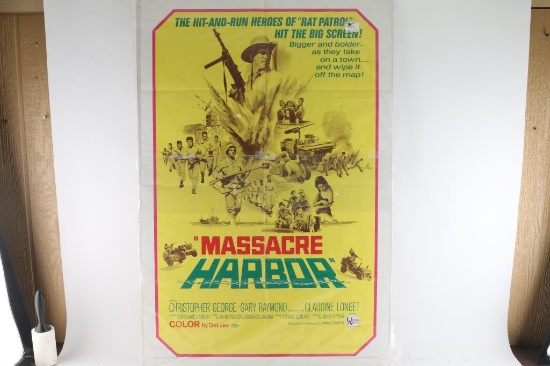 THE HIT-AND-RUN HEROES OF "RAT PATROL"
HIT THE BIG SCREEN!
Bigger and bolder-
as they take
on a town...
and wipe it
off the map!
"MASSACRE
HARBOR"
CHRISTOPHER GEORGE · GARY RAYMOND CLAUDINE LONGET
COLOR by DeLuxe